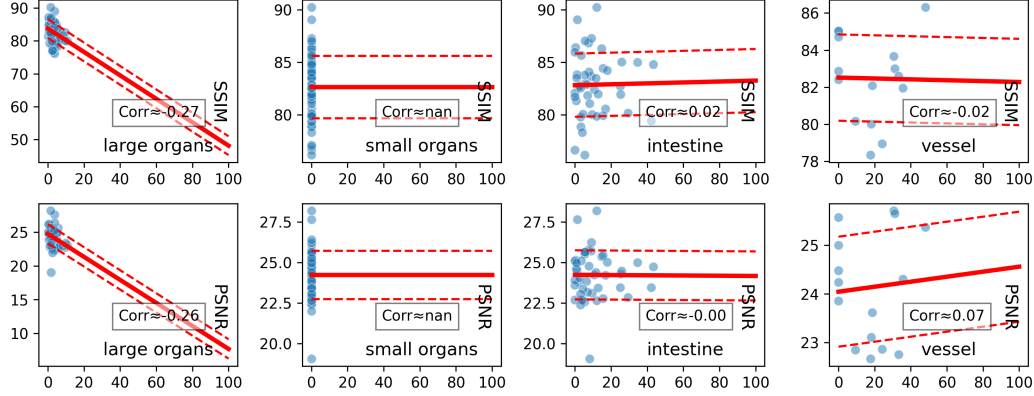 90
80
70
60
50
SSIM
Corr≈-0.27
large organs
0 20 40 60 80 100
90
85
80
SSIM
Corr≈nan
small organs
0 20 40 60 80 100
90
85
80
SSIM
Corr≈0.02
intestine
0 20 40 60 80 100
86
84
82
80
78
SSIM
Corr≈-0.02
vessel
0 20 40 60 80 100
25
20
15
10
PSNR
Corr≈-0.26
large organs
0 20 40 60 80 100
27.5
25.0
22.5
20.0
PSNR
Corr≈nan
small organs
0 20 40 60 80 100
27.5
25.0
22.5
20.0
PSNR
Corr≈-0.00
intestine
0 20 40 60 80 100
25
24
23
PSNR
Corr≈0.07
vessel
0 20 40 60 80 100